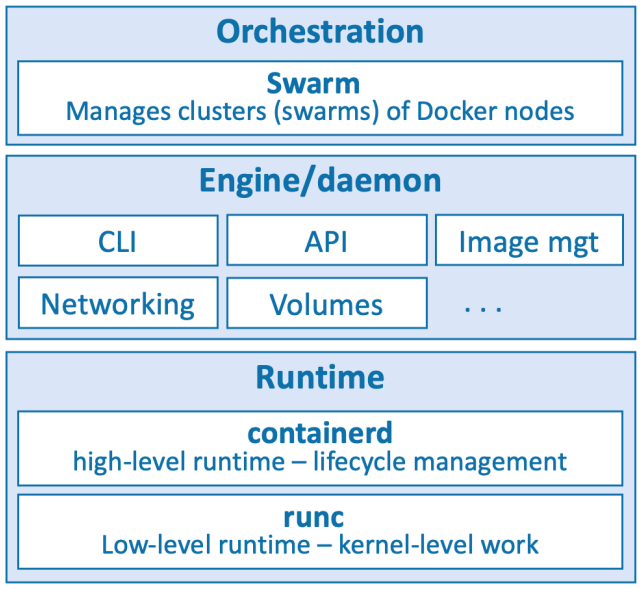 Orchestration
Swarm
Manages clusters (swarms) of Docker nodes
Engine/daemon
CLI
API
Image mgt
Networking
Volumes
. . .
Runtime
containerd
high-level runtime – lifecycle management
runc
Low-level runtime – kernel-level work